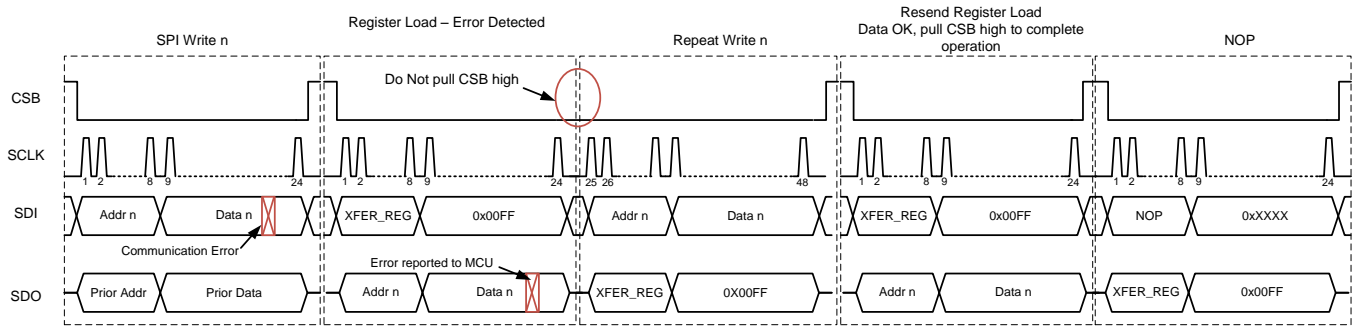 SPI Write n
Register Load – Error Detected
Repeat Write n
Resend Register Load
Data OK, pull CSB high to complete
operation
NOP
CSB
Do Not pull CSB high
SCLK
1 2 8 9 24 1 2 8 9 24 25 26 48 1 2 8 9 24 1 2 8 9 24
SDI
Addr n Data n XFER_REG 0x00FF Addr n Data n XFER_REG 0x00FF NOP 0xXXXX
Communication Error
Error reported to MCU
SDO
Prior Addr Prior Data Addr n Data n XFER_REG 0X00FF Addr n Data n XFER_REG 0x00FF